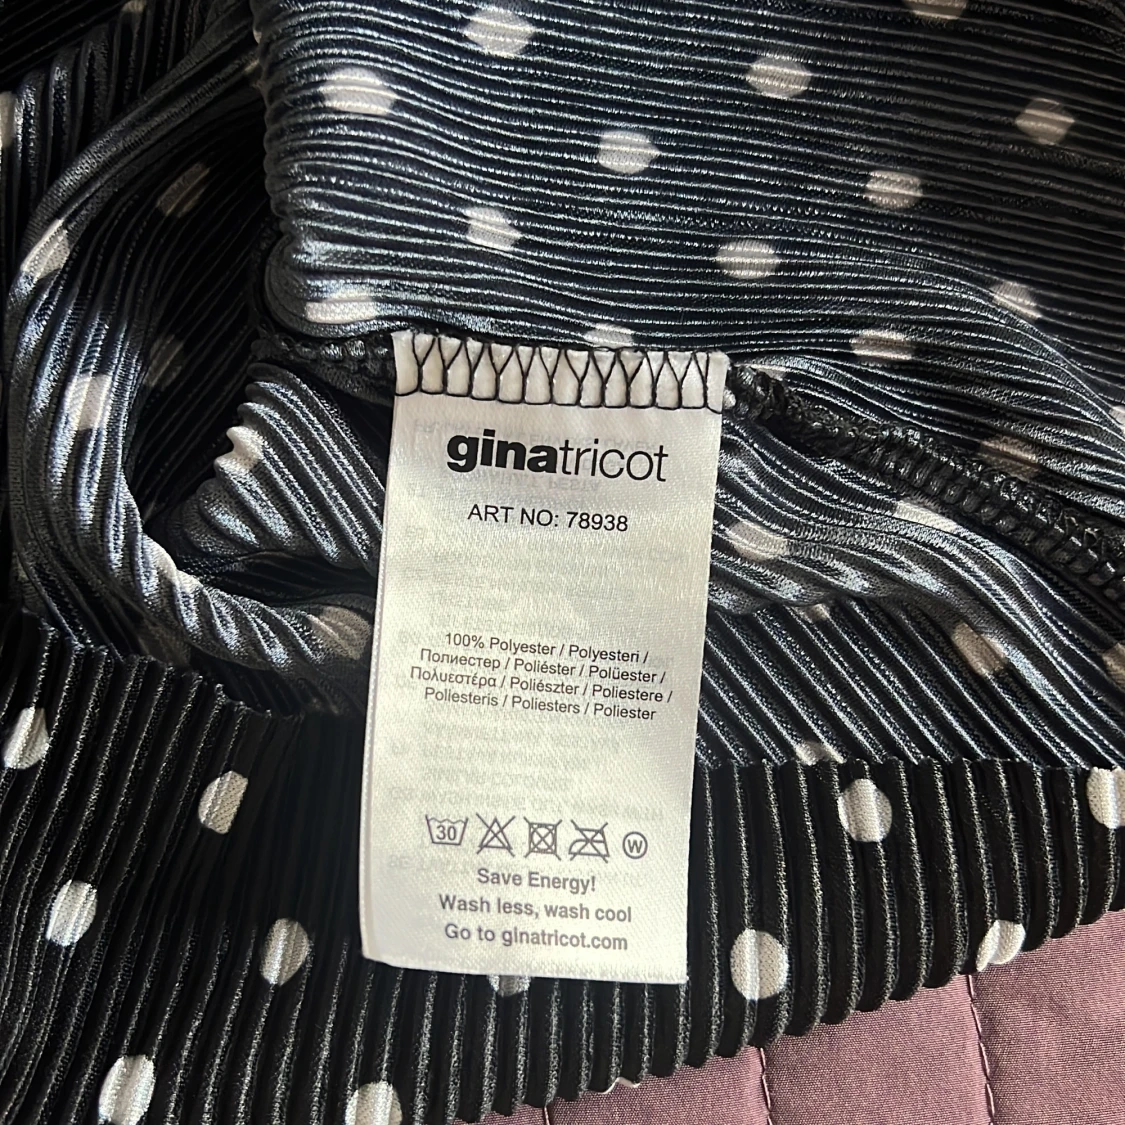 ginatricot
ART NO: 78938
100% Polyester / Polyesteri /
Полиестер / Poliéster / Polüester /
Πολυεστέρα / Poliészter / Poliestere /
Poliesteris / Poliesters / Poliester
30
W
Save Energy!
Wash less, wash cool
Go to ginatricot.com